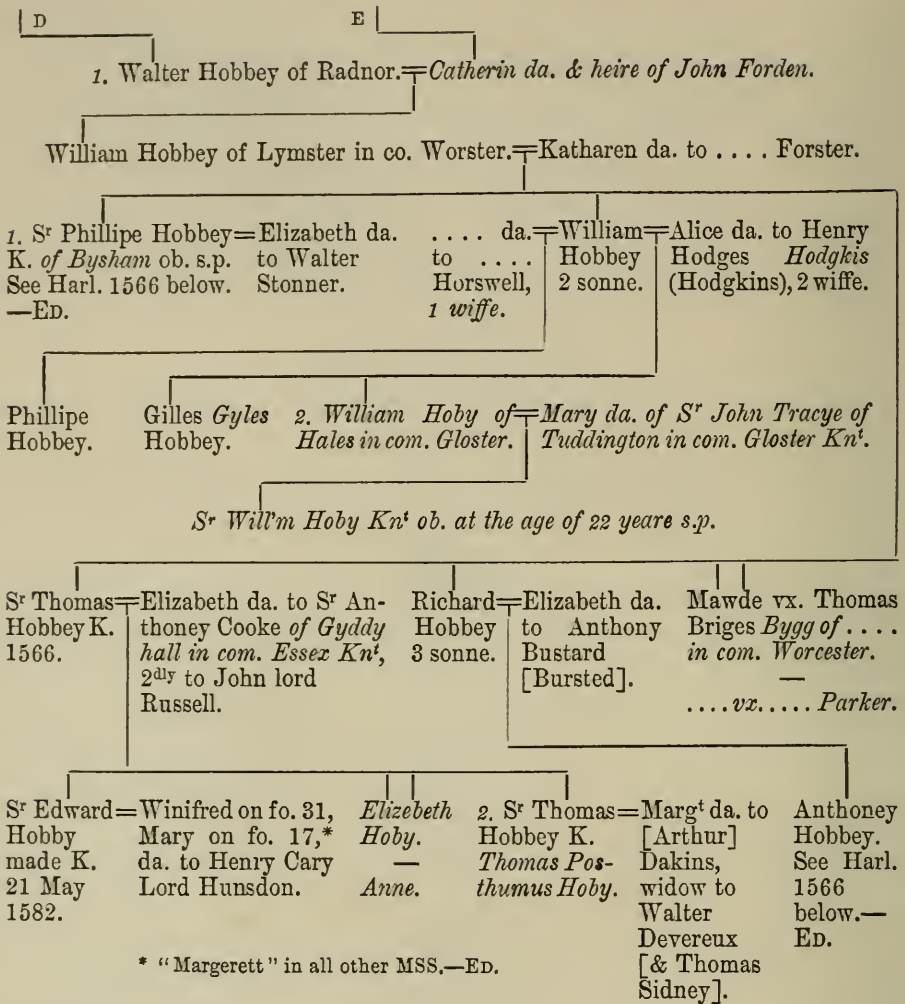 D E
1. Walter Hobbey of Radnor.=Catherin da. & heire of John Forden.
William Hobbey of Lymster in co. Worster.=Katharen da. to . . . . Forster.
1. Sr Phillipe Hobbey=Elizabeth da.
K. of Bysham ob. s.p. to Walter
See Harl. 1566 below. Stonner.
—ED.
. . . . da.=William=Alice da. to Henry
to . . . . Hobbey Hodges Hodgkis
Horswell, 2 sonne. (Hodgkins), 2 wiffe.
1 wiffe.
Phillipe
Hobbey.
Gilles Gyles
Hobbey.
2. William Hoby of=Mary da. of Sr John Tracye of
Hales in com. Gloster. Tuddington in com. Gloster Knt.
Sr Will'm Hoby Knt ob. at the age of 22 yeare s.p.
Sr Thomas=Elizabeth da. to Sr An-
Hobbey K. thoney Cooke of Gyddy
1566. hall in com. Essex Knt,
2dly to John lord
Russell.
Richard=Elizabeth da.
Hobbey to Anthony
3 sonne. Bustard
[Bursted].
Mawde vx. Thomas
Briges Bygg of . . . .
in com. Worcester.
—
. . . . vx. . . . . Parker.
Sr Edward=Winifred on fo. 31,
Hobby Mary on fo. 17,*
made K. da. to Henry Cary
21 May Lord Hunsdon.
1582.
Elizebeth
Hoby.
—
Anne.
2. Sr Thomas=Margt da. to
Hobbey K. [Arthur]
Thomas Pos- Dakins,
thumus Hoby. widow to
Walter
Devereux
[& Thomas
Sidney].
Anthoney
Hobbey.
See Harl.
1566
below.—
ED.
* "Margerett" in all other MSS.—ED.